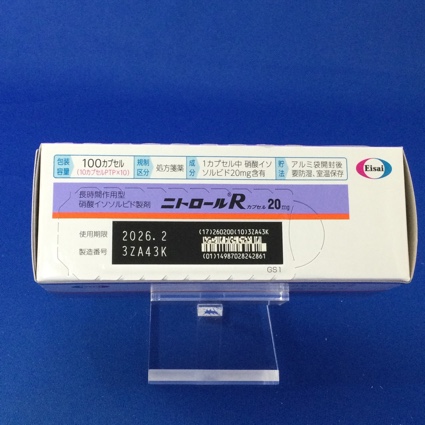 包装容量 100カプセル (10カプセルPTP×10) 規制区分 処方箋薬 成分 1カプセル中 硝酸イソソルビド20mg含有 貯法 アルミ袋開封後要防湿、室温保存
Eisai
長時間作用型
硝酸イソソルビド製剤
ニトロール®Rカプセル20mg
使用期限 2026.2
製造番号 3ZA43K
(17)260200(10)3ZA43K
(01)14987028242861
GS1